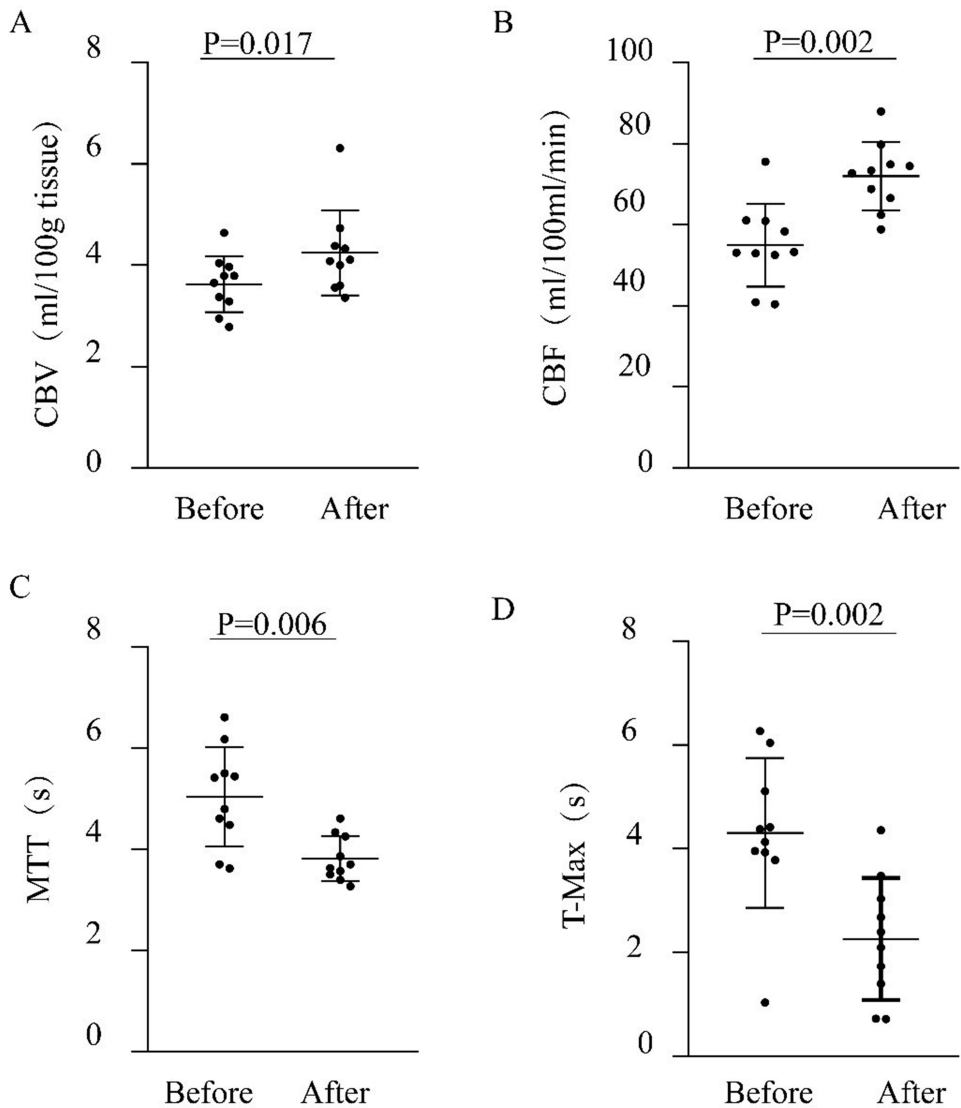 A
P=0.017
CBV (ml/100g tissue)
8
6
4
2
0
Before After
B
P=0.002
CBF (ml/100ml/min)
100
80
60
40
20
0
Before After
C
P=0.006
MTT (s)
8
6
4
2
0
Before After
D
P=0.002
T-Max (s)
8
6
4
2
0
Before After